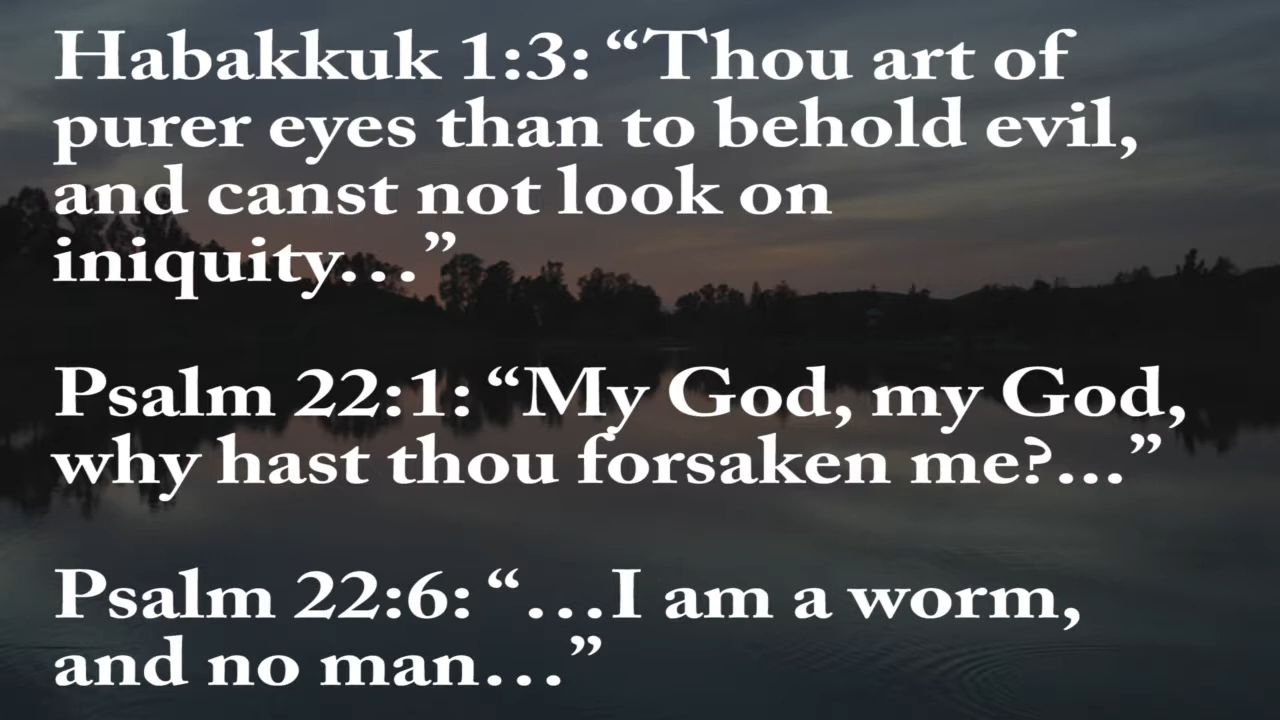 Habakkuk 1:3: “Thou art of
purer eyes than to behold evil,
and canst not look on
iniquity…”
Psalm 22:1: “My God, my God,
why hast thou forsaken me?…”
Psalm 22:6: “…I am a worm,
and no man…”